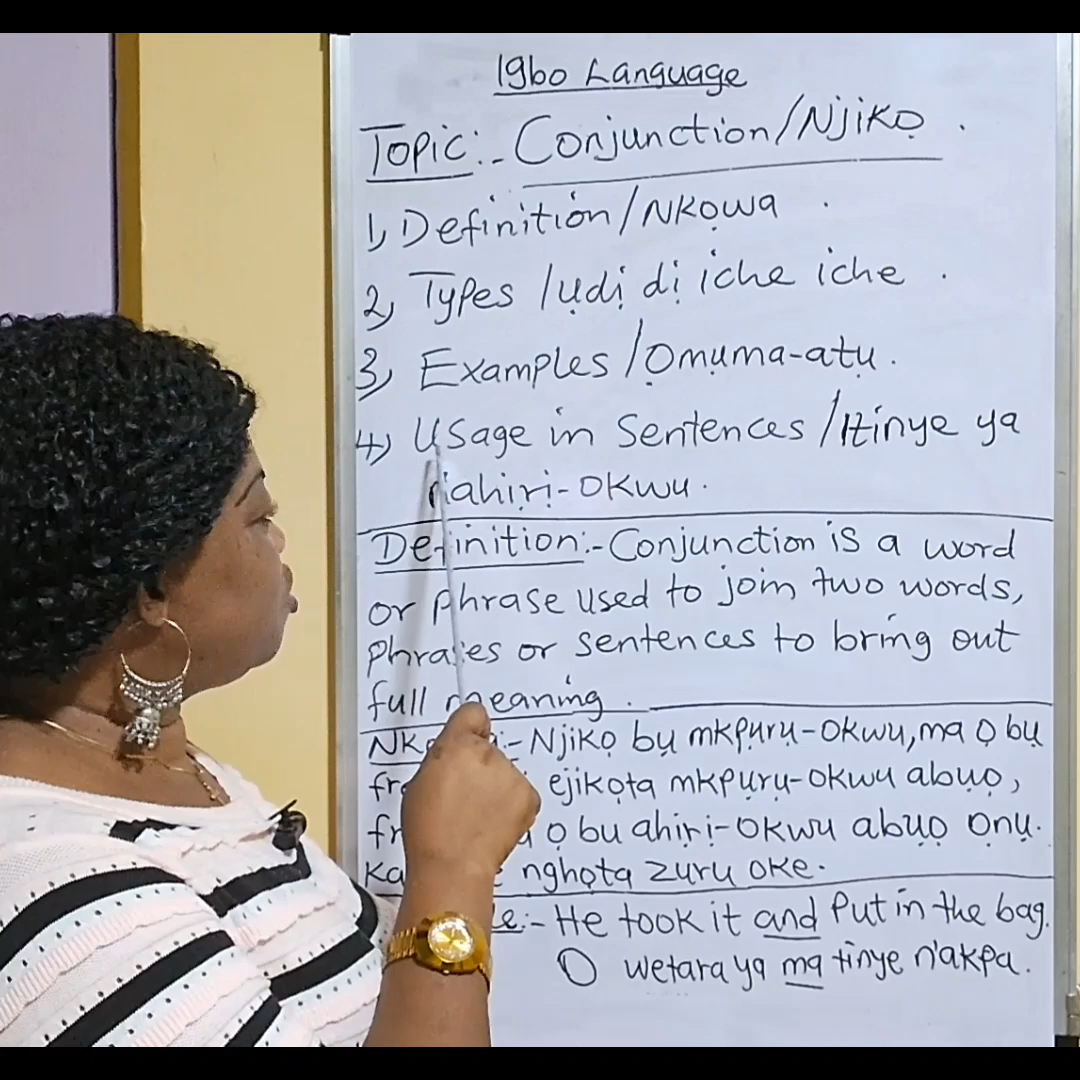 Igbo Language
Topic:- Conjunction/Njikọ.
1, Definition/Nkọwa.
2, Types/ụdị dị iche iche.
3, Examples/Ọmụma-atụ.
4, Usage in Sentences/Itinye ya
nahịrị-okwu.
Definition:- Conjunction is a word
or phrase used to join two words,
phrases or sentences to bring out
full meaning.
:- Njikọ bụ mkpụrụ-okwu, ma ọ bụ
ejikọta mkpụrụ-okwu abụọ,
ọ bu ahịrị-okwu abụọ ọnụ.
nghọta zuru oke.
:- He took it and put in the bag.
O wetara ya ma tinye n'akpa.